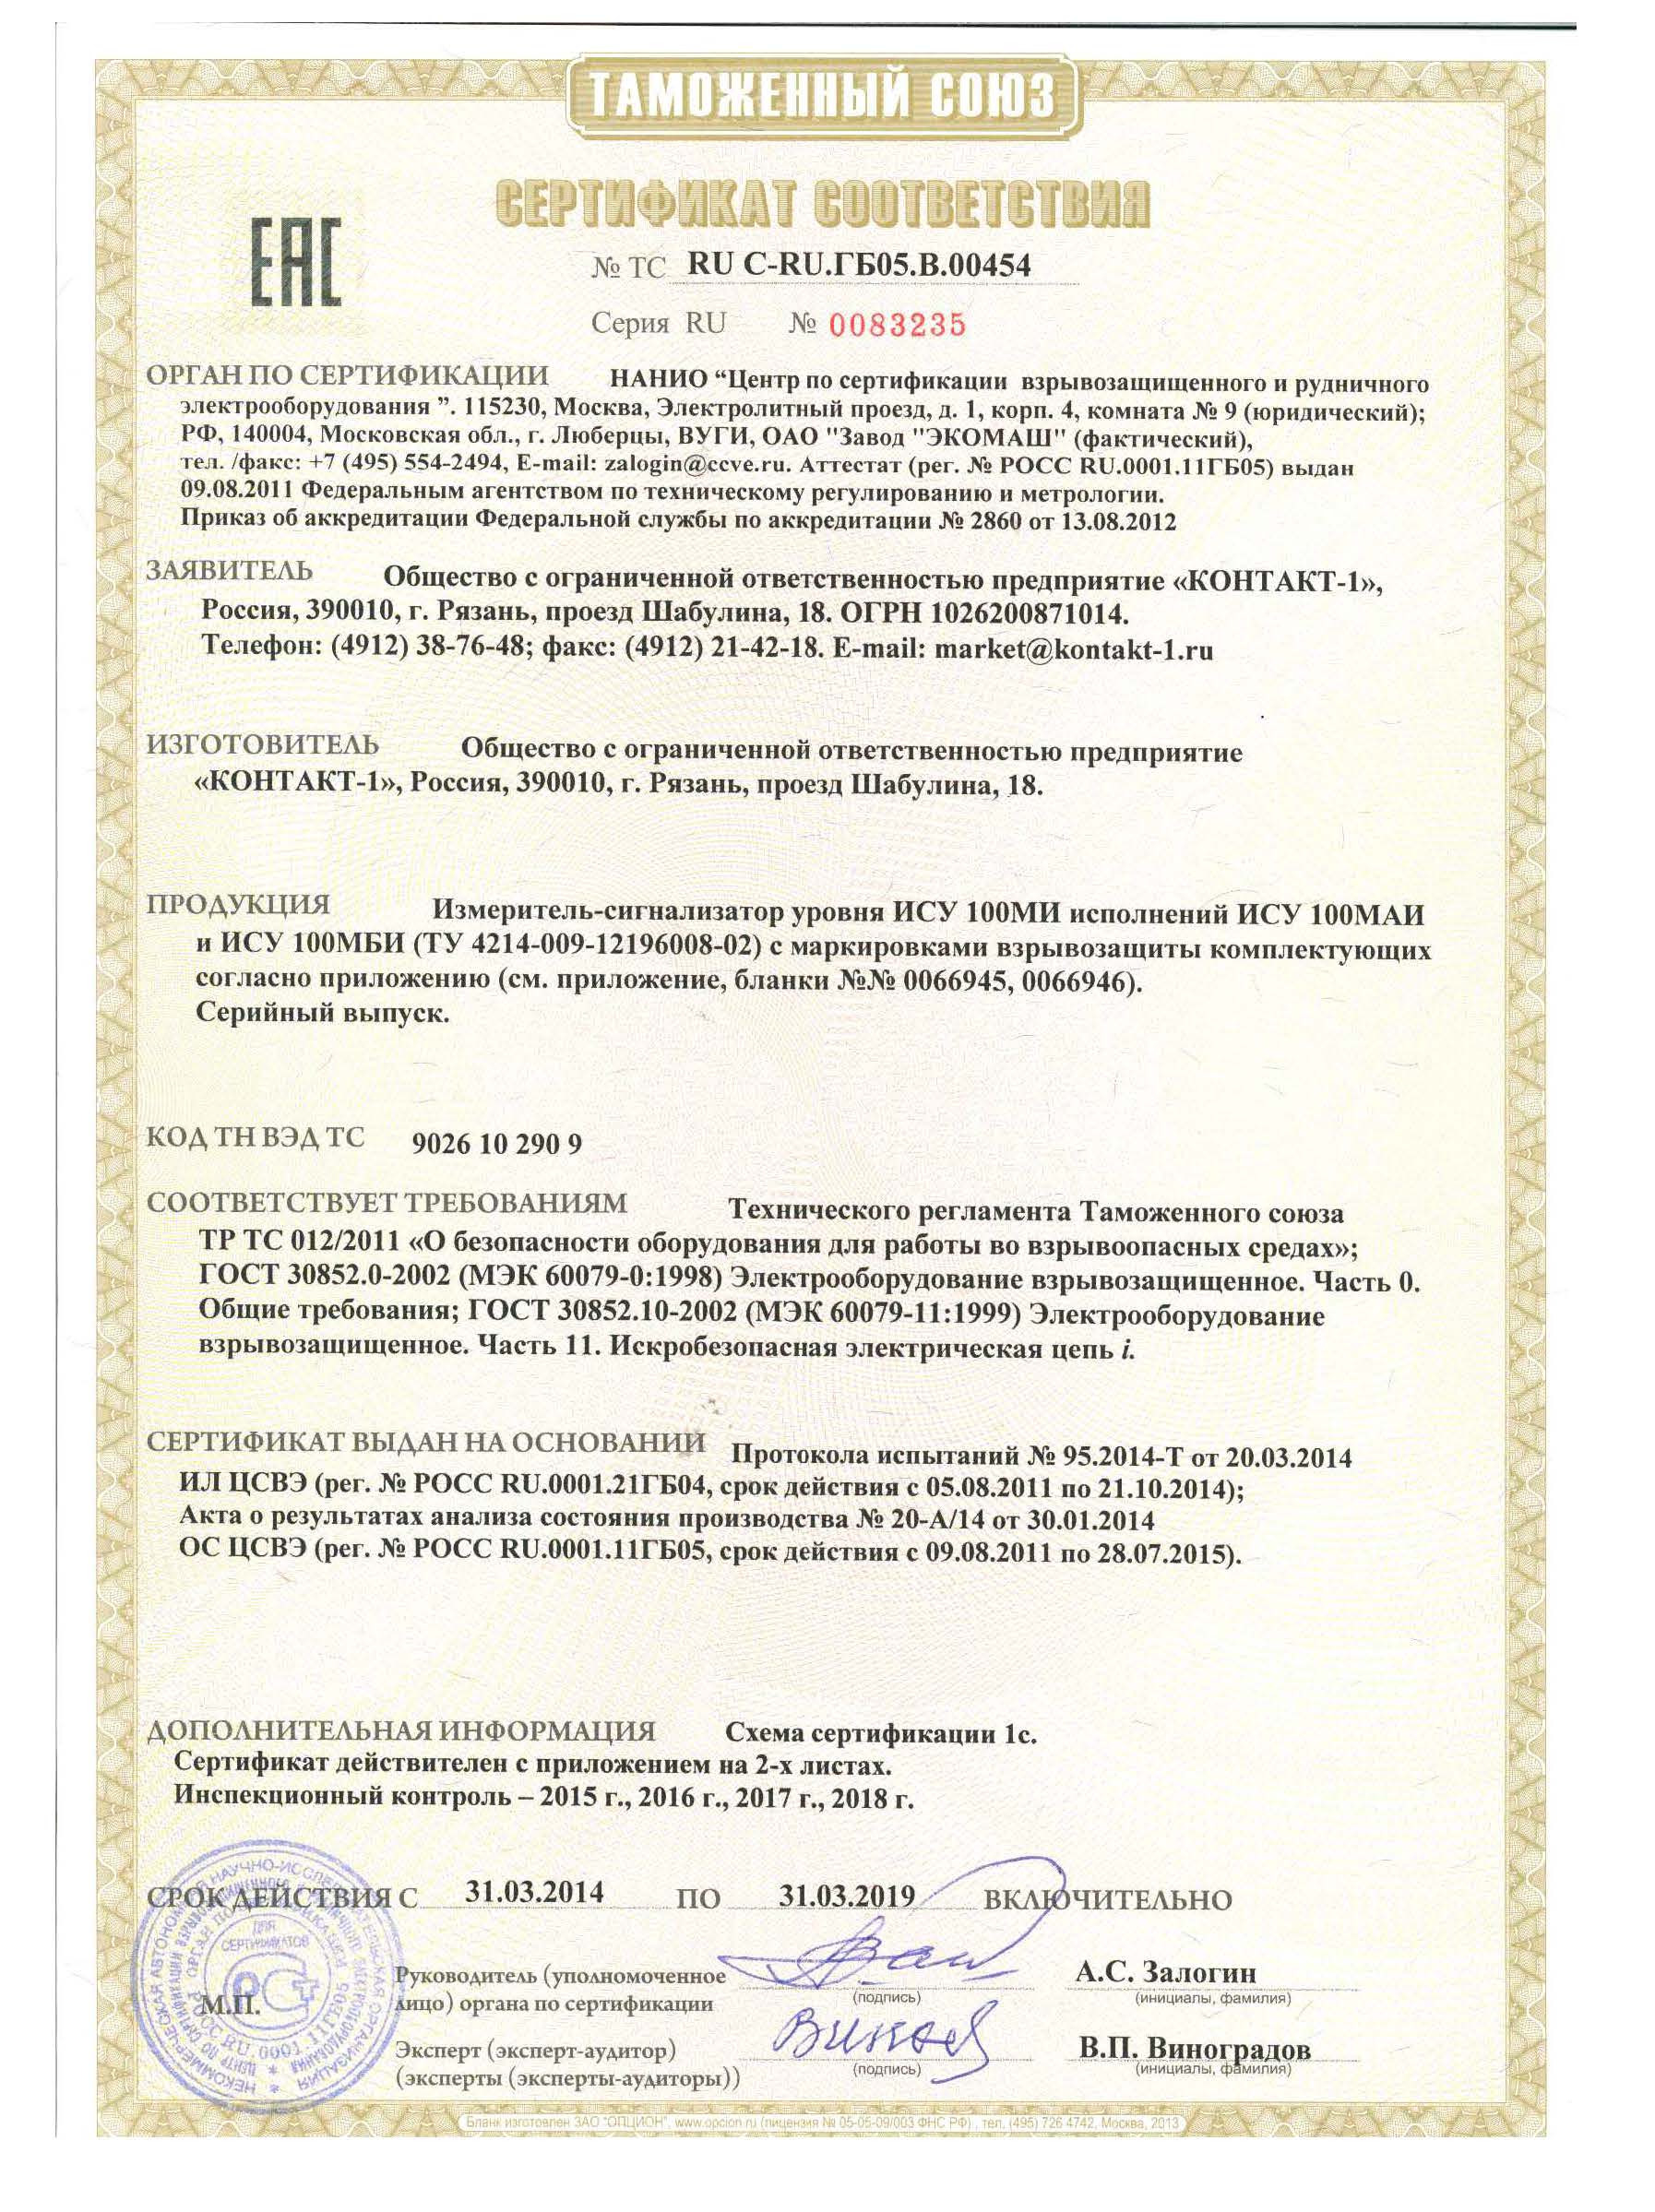 ТАМОЖЕННЫЙ СОЮЗ
СЕРТИФИКАТ СООТВЕТСТВИЯ
ЕАС
№ ТС RU С-RU.ГБ05.В.00454
Серия RU № 0083235
ОРГАН ПО СЕРТИФИКАЦИИ НАНИО “Центр по сертификации взрывозащищенного и рудничного
электрооборудования ”. 115230, Москва, Электролитный проезд, д. 1, корп. 4, комната № 9 (юридический);
РФ, 140004, Московская обл., г. Люберцы, ВУГИ, ОАО "Завод "ЭКОМАШ" (фактический),
тел. /факс: +7 (495) 554-2494, E-mail: zalogin@ccve.ru. Аттестат (рег. № РОСС RU.0001.11ГБ05) выдан
09.08.2011 Федеральным агентством по техническому регулированию и метрологии.
Приказ об аккредитации Федеральной службы по аккредитации № 2860 от 13.08.2012
ЗАЯВИТЕЛЬ Общество с ограниченной ответственностью предприятие «КОНТАКТ-1»,
Россия, 390010, г. Рязань, проезд Шабулина, 18. ОГРН 1026200871014.
Телефон: (4912) 38-76-48; факс: (4912) 21-42-18. E-mail: market@kontakt-1.ru
ИЗГОТОВИТЕЛЬ Общество с ограниченной ответственностью предприятие
«КОНТАКТ-1», Россия, 390010, г. Рязань, проезд Шабулина, 18.
ПРОДУКЦИЯ Измеритель-сигнализатор уровня ИСУ 100МИ исполнений ИСУ 100МАИ
и ИСУ 100МБИ (ТУ 4214-009-12196008-02) с маркировками взрывозащиты комплектующих
согласно приложению (см. приложение, бланки №№ 0066945, 0066946).
Серийный выпуск.
КОД ТН ВЭД ТС 9026 10 290 9
СООТВЕТСТВУЕТ ТРЕБОВАНИЯМ Технического регламента Таможенного союза
ТР ТС 012/2011 «О безопасности оборудования для работы во взрывоопасных средах»;
ГОСТ 30852.0-2002 (МЭК 60079-0:1998) Электрооборудование взрывозащищенное. Часть 0.
Общие требования; ГОСТ 30852.10-2002 (МЭК 60079-11:1999) Электрооборудование
взрывозащищенное. Часть 11. Искробезопасная электрическая цепь i.
СЕРТИФИКАТ ВЫДАН НА ОСНОВАНИИ Протокола испытаний № 95.2014-Т от 20.03.2014
ИЛ ЦСВЭ (рег. № РОСС RU.0001.21ГБ04, срок действия с 05.08.2011 по 21.10.2014);
Акта о результатах анализа состояния производства № 20-А/14 от 30.01.2014
ОС ЦСВЭ (рег. № РОСС RU.0001.11ГБ05, срок действия с 09.08.2011 по 28.07.2015).
ДОПОЛНИТЕЛЬНАЯ ИНФОРМАЦИЯ Схема сертификации 1с.
Сертификат действителен с приложением на 2-х листах.
Инспекционный контроль – 2015 г., 2016 г., 2017 г., 2018 г.
СРОК ДЕЙСТВИЯ С 31.03.2014 ПО 31.03.2019 ВКЛЮЧИТЕЛЬНО
ДЛЯ
СЕРТИФИКАТОВ
М.П.
Руководитель (уполномоченное
лицо) органа по сертификации
(подпись)
А.С. Залогин
(инициалы, фамилия)
Эксперт (эксперт-аудитор)
(эксперты (эксперты-аудиторы))
(подпись)
В.П. Виноградов
(инициалы, фамилия)
Бланк изготовлен ЗАО "ОПЦИОН", www.opcion.ru (лицензия № 05-05-09/003 ФНС РФ), тел. (495) 726 4742, Москва, 2013